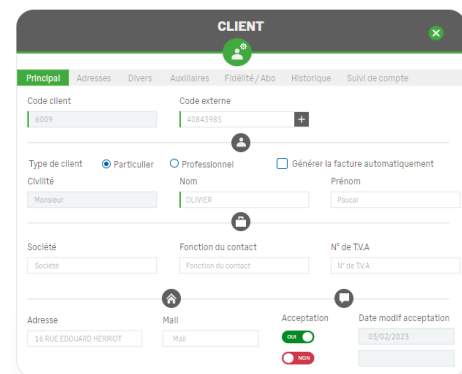 CLIENT
Principal Adresses Divers Auxiliaires Fidélité / Abo Historique Suivi de compte
Code client Code externe
6009 40843985 +
Type de client Particulier Professionnel Générer la facture automatiquement
Civilité Nom Prénom
Monsieur OLIVIER Pascal
Société Fonction du contact N° de T.V.A
Société Fonction du contact N° de T.V.A
Adresse Mail Acceptation Date modif acceptation
16 RUE EDOUARD HERRIOT Mail OUI 03/02/2023
NON